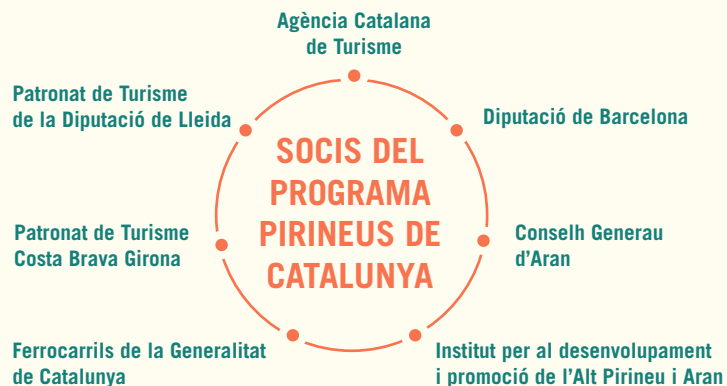 Agència Catalana
de Turisme
Patronat de Turisme
de la Diputació de Lleida
Diputació de Barcelona
SOCIS DEL
PROGRAMA
PIRINEUS DE
CATALUNYA
Patronat de Turisme
Costa Brava Girona
Conselh Generau
d'Aran
Ferrocarrils de la Generalitat
de Catalunya
Institut per al desenvolupament
i promoció de l'Alt Pirineu i Aran